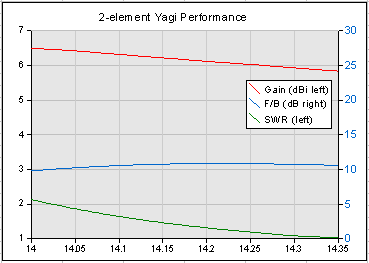 2-element Yagi Performance
7
6
5
4
3
2
1
30
25
20
15
10
5
0
Gain (dBi left)
F/B (dB right)
SWR (left)
14 14.05 14.1 14.15 14.2 14.25 14.3 14.35